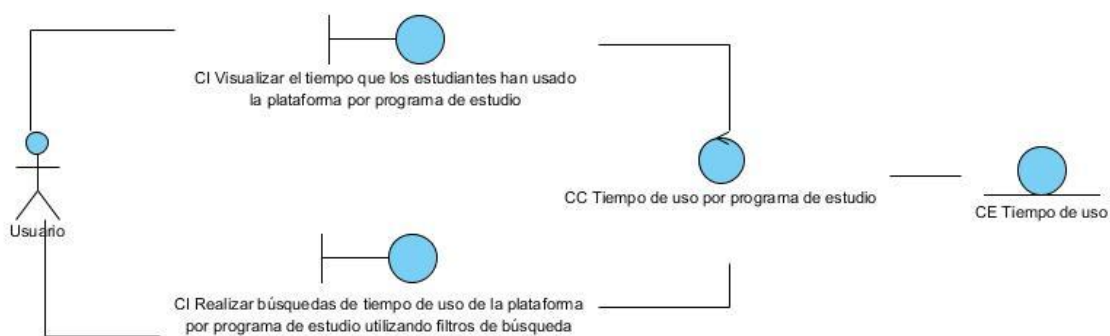 CI Visualizar el tiempo que los estudiantes han usado
la plataforma por programa de estudio
Usuario
CC Tiempo de uso por programa de estudio
CE Tiempo de uso
CI Realizar búsquedas de tiempo de uso de la plataforma
por programa de estudio utilizando filtros de búsqueda